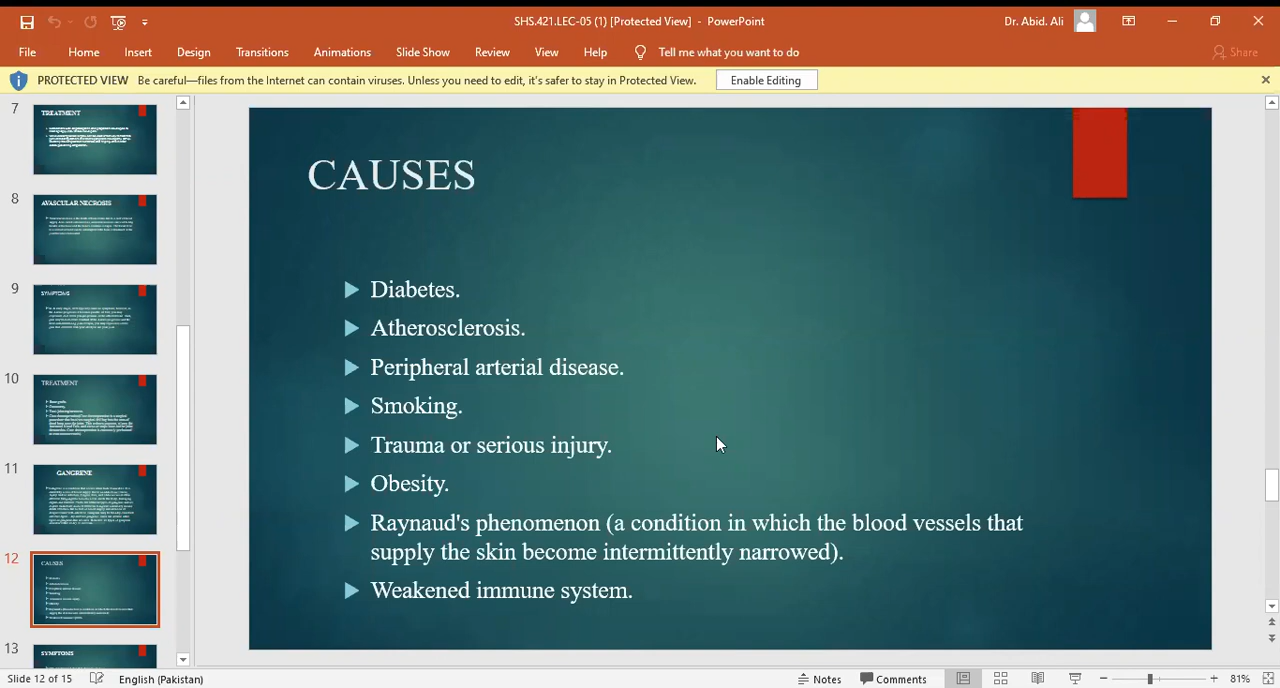 SHS.421.LEC-05 (1) [Protected View] - PowerPoint
Dr. Abid. Ali
File Home Insert Design Transitions Animations Slide Show Review View Help Tell me what you want to do Share
PROTECTED VIEW Be careful—files from the Internet can contain viruses. Unless you need to edit, it's safer to stay in Protected View. Enable Editing
7
TREATMENT
8
AVASCULAR NECROSIS
9
SYMPTOMS
10
TREATMENT
11
GANGRENE
12
CAUSES
13
SYMPTOMS
CAUSES
Diabetes.
Atherosclerosis.
Peripheral arterial disease.
Smoking.
Trauma or serious injury.
Obesity.
Raynaud's phenomenon (a condition in which the blood vessels that
supply the skin become intermittently narrowed).
Weakened immune system.
Slide 12 of 15 English (Pakistan) Notes Comments 81%